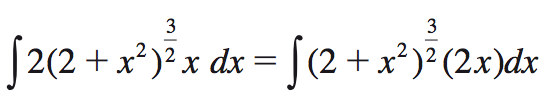 ∫ 2(2 + x²)^{3/2} x dx = ∫ (2 + x²)^{3/2} (2x)dx